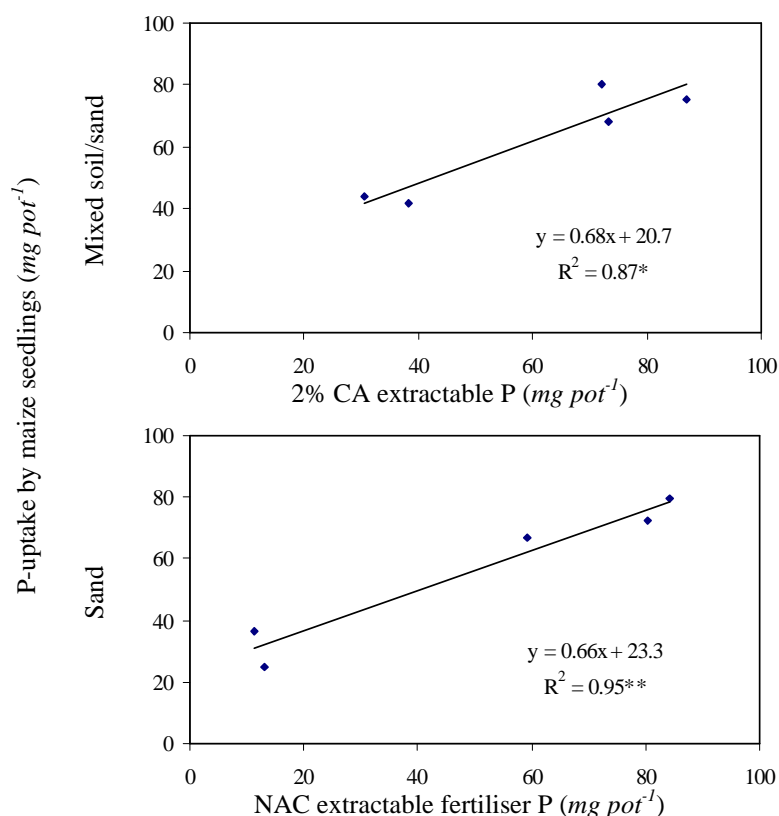 P-uptake by maize seedlings (mg pot⁻¹)
Mixed soil/sand
100
80
60
40
20
0
y = 0.68x + 20.7
R² = 0.87*
0 20 40 60 80 100
2% CA extractable P (mg pot⁻¹)
Sand
100
80
60
40
20
0
y = 0.66x + 23.3
R² = 0.95**
0 20 40 60 80 100
NAC extractable fertiliser P (mg pot⁻¹)